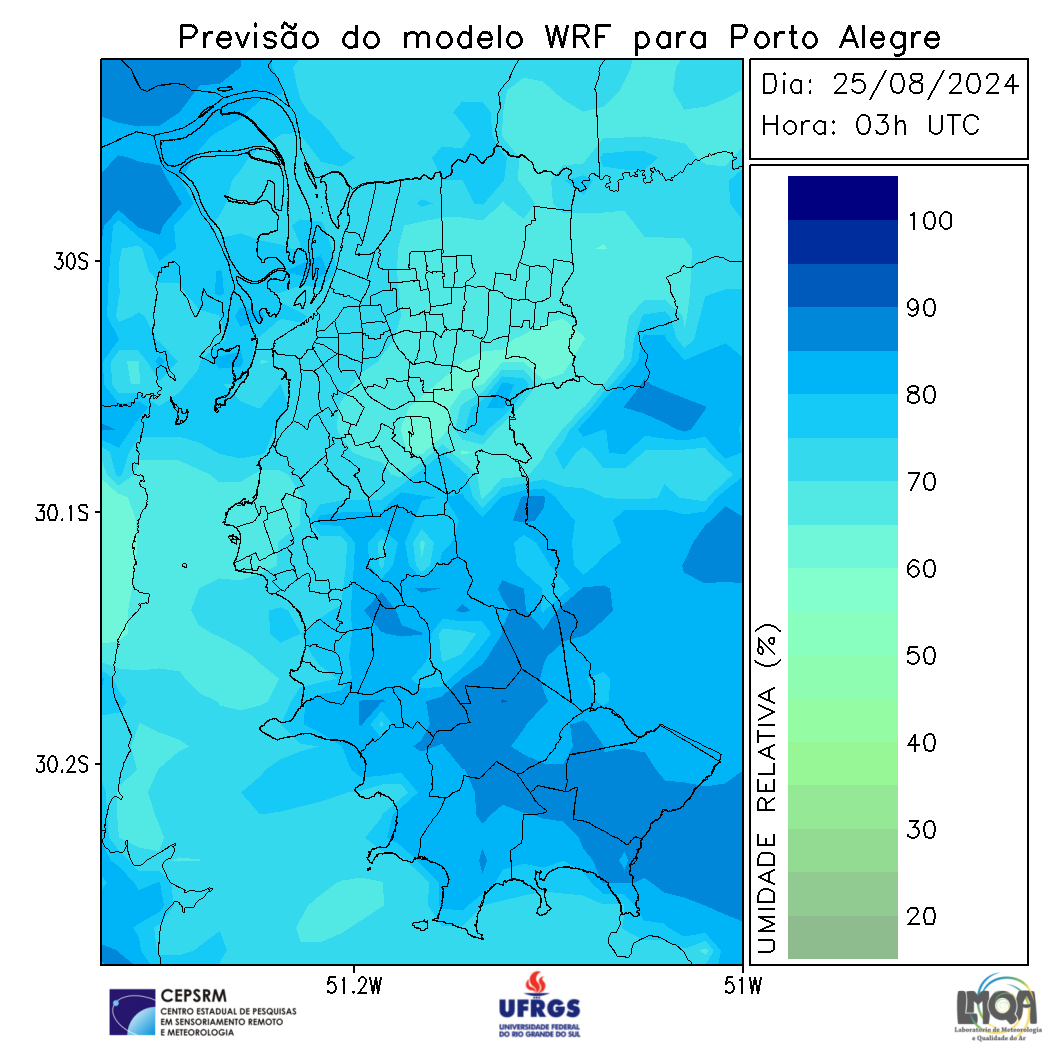 Previsão do modelo WRF para Porto Alegre
Dia: 25/08/2024
Hora: 03h UTC
30S
30.1S
30.2S
51.2W
51W
100
90
80
70
60
50
40
30
20
UMIDADE RELATIVA (%)
CEPSRM
CENTRO ESTADUAL DE PESQUISAS
EM SENSORIAMENTO REMOTO
E METEOROLOGIA
UFRGS
UNIVERSIDADE FEDERAL
DO RIO GRANDE DO SUL
LMQA
Laboratório de Meteorologia
e Qualidade do Ar